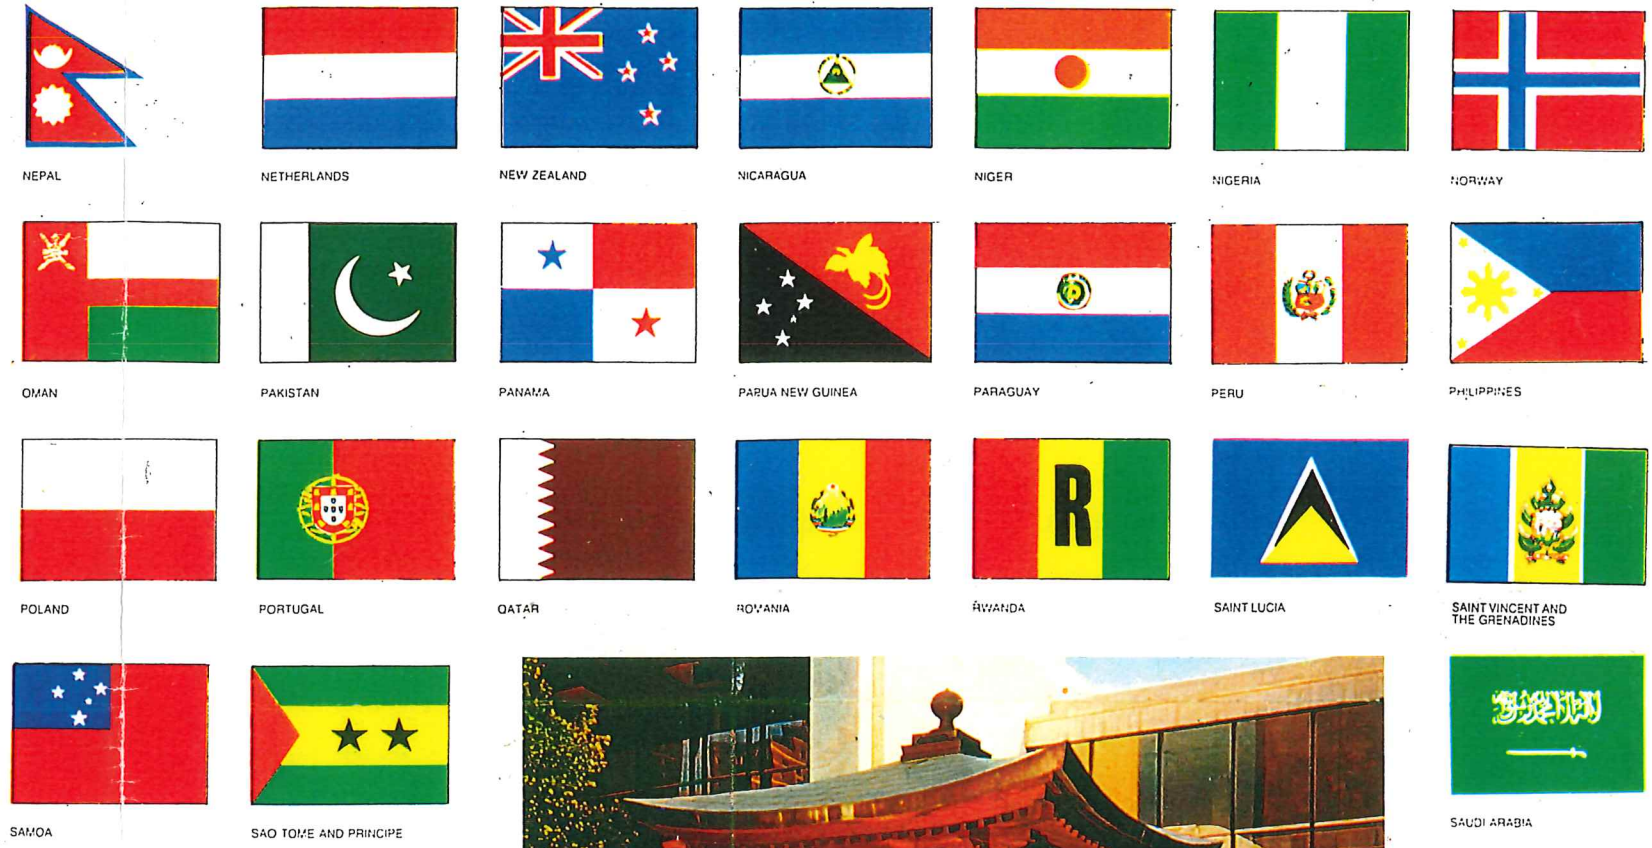 NEPAL
NETHERLANDS
NEW ZEALAND
NICARAGUA
NIGER
NIGERIA
NORWAY
OMAN
PAKISTAN
PANAMA
PAPUA NEW GUINEA
PARAGUAY
PERU
PHILIPPINES
POLAND
PORTUGAL
QATAR
ROMANIA
R
RWANDA
SAINT LUCIA
SAINT VINCENT AND
THE GRENADINES
SAMOA
SAO TOME AND PRINCIPE
SAUDI ARABIA